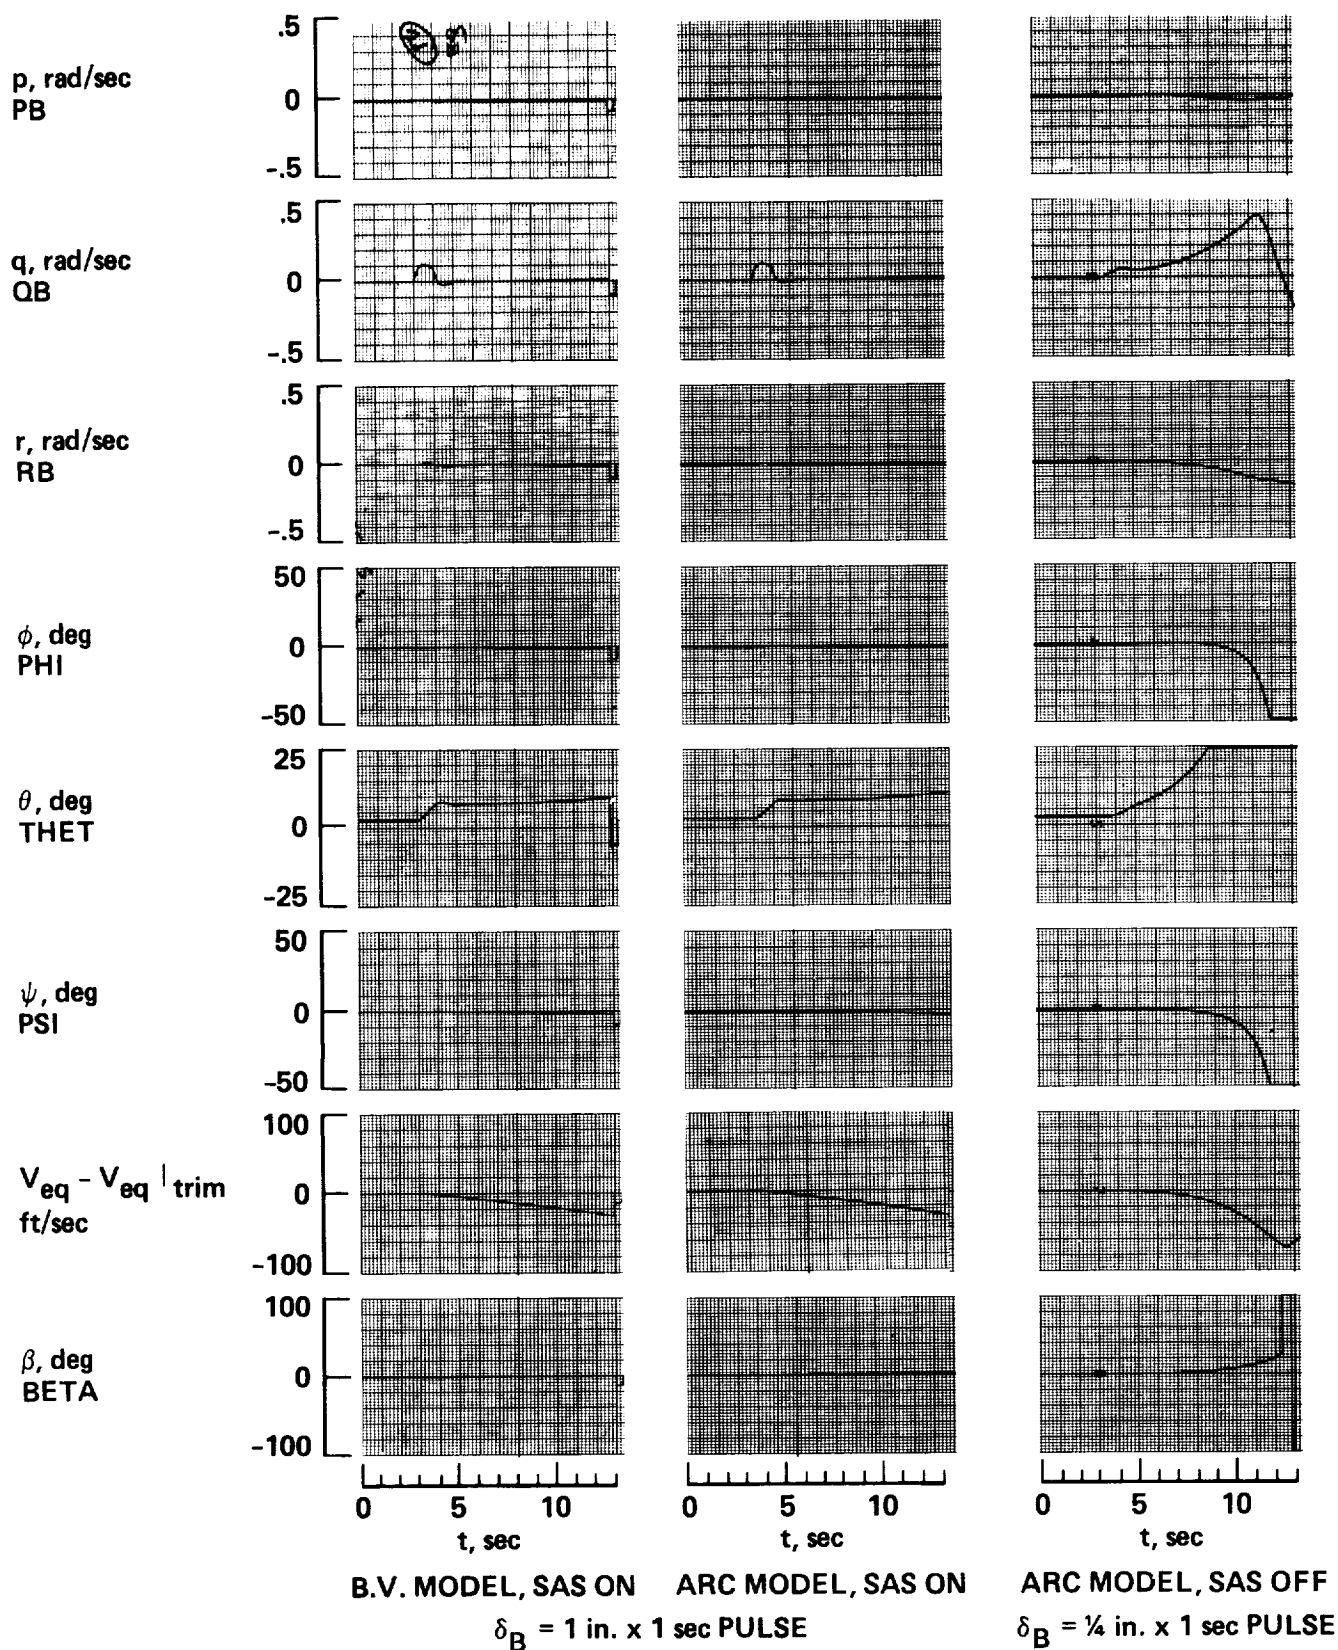 .5
p, rad/sec
PB
0
-.5
.5
q, rad/sec
QB
0
-.5
.5
r, rad/sec
RB
0
-.5
50
ϕ, deg
PHI
0
-50
25
θ, deg
THET
0
-25
50
ψ, deg
PSI
0
-50
100
Veq - Veq |trim
ft/sec
0
-100
100
β, deg
BETA
0
-100
0 5 10
t, sec
0 5 10
t, sec
0 5 10
t, sec
B.V. MODEL, SAS ON
ARC MODEL, SAS ON
δB = 1 in. x 1 sec PULSE
ARC MODEL, SAS OFF
δB = ¼ in. x 1 sec PULSE